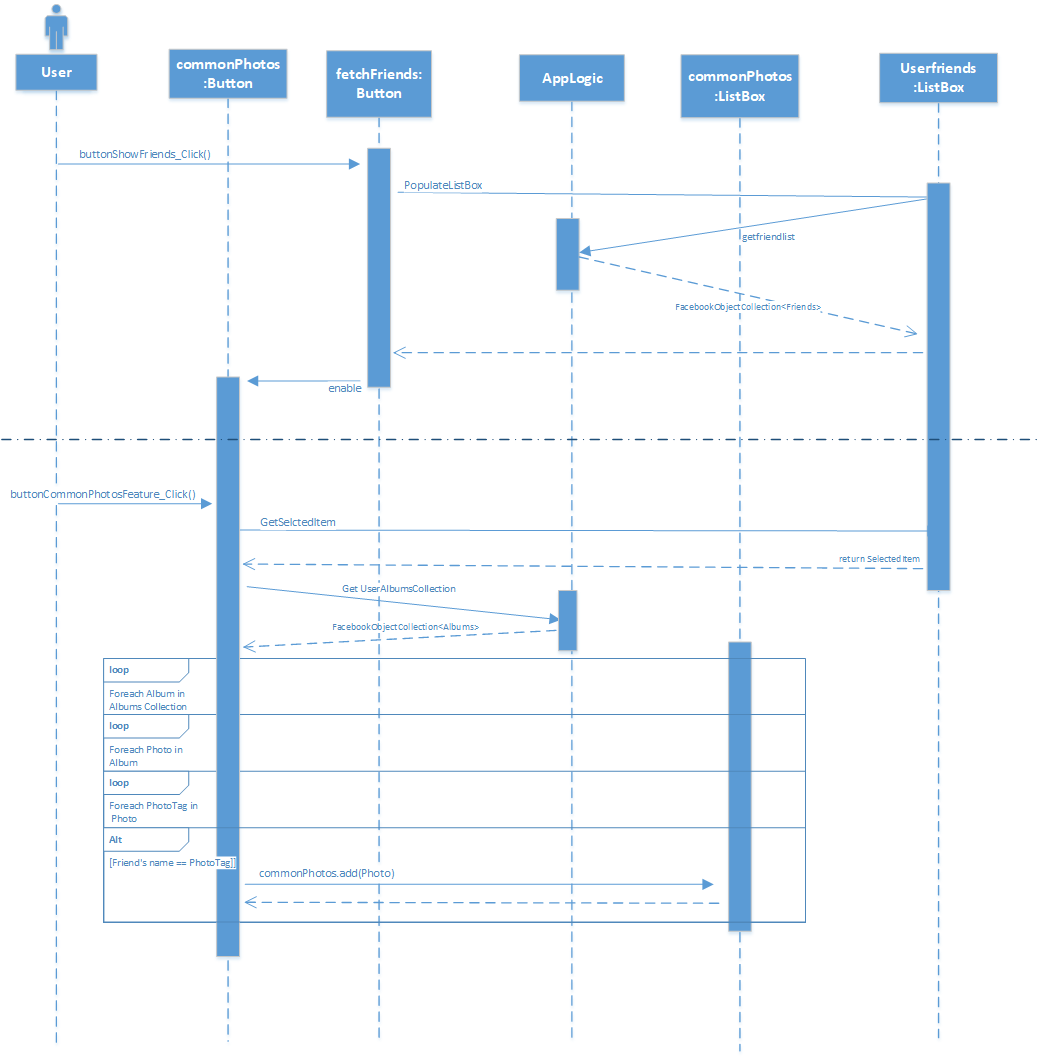 User
commonPhotos
:Button
fetchFriends:
Button
AppLogic
commonPhotos
:ListBox
Userfriends
:ListBox
buttonShowFriends_Click()
PopulateListBox
getfriendlist
FacebookObjectCollection<Friends>
enable
buttonCommonPhotosFeature_Click()
GetSelctedItem
return SelectedItem
Get UserAlbumsCollection
FacebookObjectCollection<Albums>
loop
Foreach Album in
Albums Collection
loop
Foreach Photo in
Album
loop
Foreach PhotoTag in
Photo
Alt
[Friend's name == PhotoTag]]
commonPhotos.add(Photo)